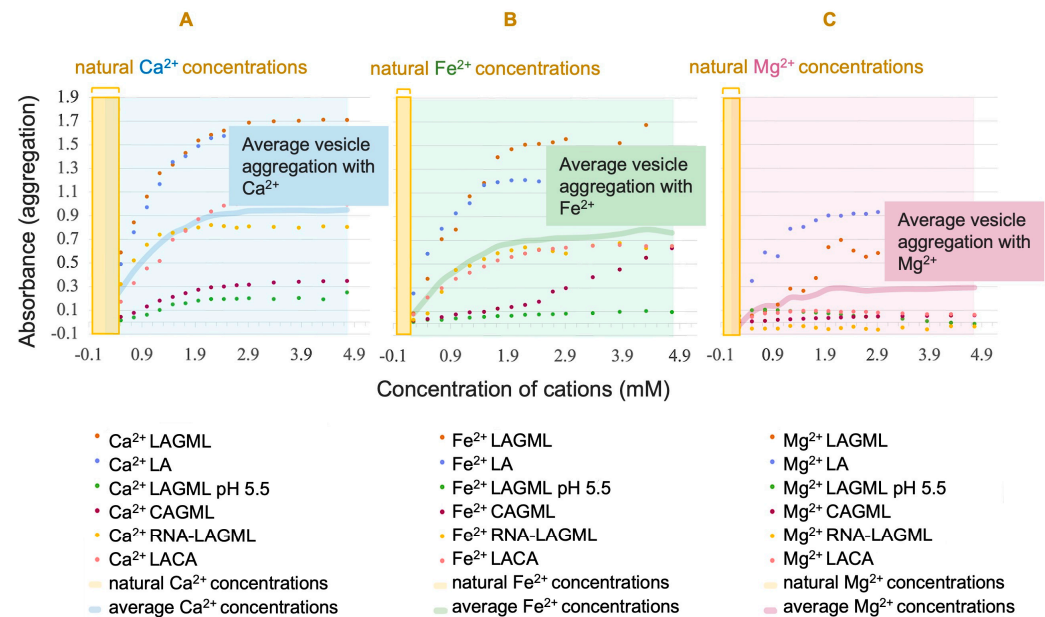 A
B
C
natural Ca²⁺ concentrations
natural Fe²⁺ concentrations
natural Mg²⁺ concentrations
Absorbance (aggregation)
1.9
1.7
1.5
1.3
1.1
0.9
0.7
0.5
0.3
0.1
-0.1
Average vesicle
aggregation with
Ca²⁺
Average vesicle
aggregation with
Fe²⁺
Average vesicle
aggregation with
Mg²⁺
-0.1 0.9 1.9 2.9 3.9 4.9
-0.1 0.9 1.9 2.9 3.9 4.9
-0.1 0.9 1.9 2.9 3.9 4.9
Concentration of cations (mM)
Ca²⁺ LAGML
Ca²⁺ LA
Ca²⁺ LAGML pH 5.5
Ca²⁺ CAGML
Ca²⁺ RNA-LAGML
Ca²⁺ LACA
natural Ca²⁺ concentrations
average Ca²⁺ concentrations
Fe²⁺ LAGML
Fe²⁺ LA
Fe²⁺ LAGML pH 5.5
Fe²⁺ CAGML
Fe²⁺ RNA-LAGML
Fe²⁺ LACA
natural Fe²⁺ concentrations
average Fe²⁺ concentrations
Mg²⁺ LAGML
Mg²⁺ LA
Mg²⁺ LAGML pH 5.5
Mg²⁺ CAGML
Mg²⁺ RNA-LAGML
Mg²⁺ LACA
natural Mg²⁺ concentrations
average Mg²⁺ concentrations